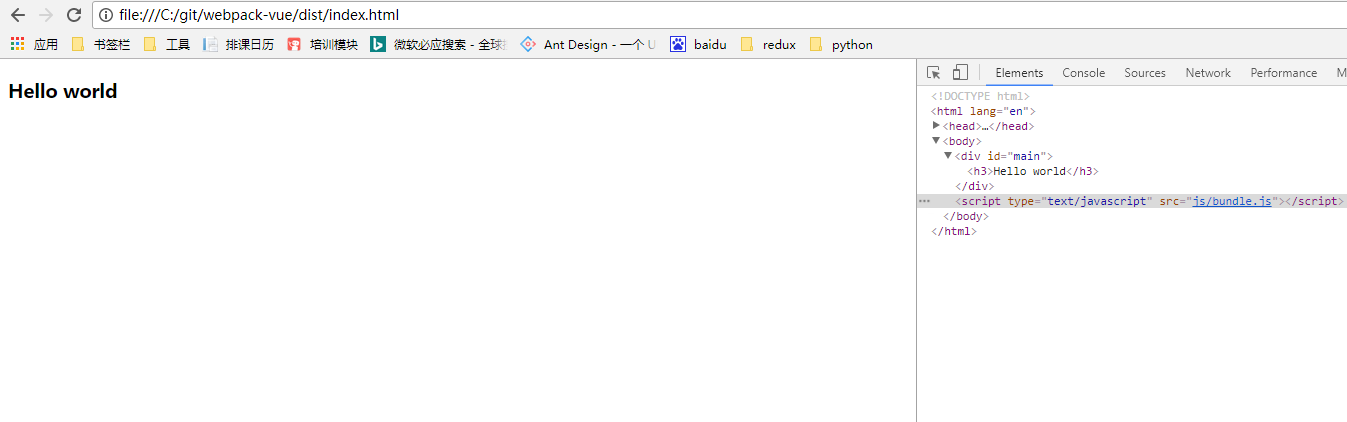 file:///C:/git/webpack-vue/dist/index.html
应用 书签栏 工具 排课日历 培训模块 微软必应搜索 - 全球 Ant Design - 一个 U baidu redux python
Hello world
Elements Console Sources Network Performance M
<!DOCTYPE html>
<html lang="en">
<head>…</head>
<body>
<div id="main">
<h3>Hello world</h3>
</div>
<script type="text/javascript" src="js/bundle.js"></script>
</body>
</html>